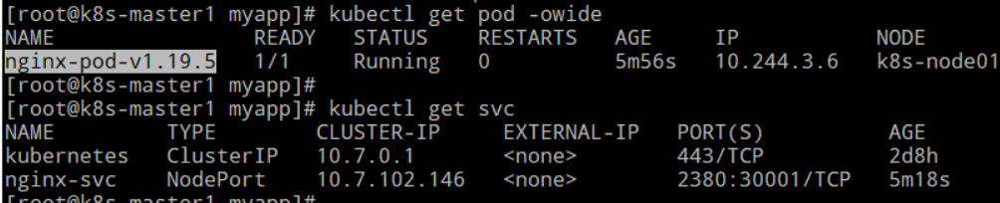 [root@k8s-master1 myapp]# kubectl get pod -owide
NAME READY STATUS RESTARTS AGE IP NODE
nginx-pod-v1.19.5 1/1 Running 0 5m56s 10.244.3.6 k8s-node01
[root@k8s-master1 myapp]#
[root@k8s-master1 myapp]# kubectl get svc
NAME TYPE CLUSTER-IP EXTERNAL-IP PORT(S) AGE
kubernetes ClusterIP 10.7.0.1 <none> 443/TCP 2d8h
nginx-svc NodePort 10.7.102.146 <none> 2380:30001/TCP 5m18s
[root@k8s-master1 myapp]#